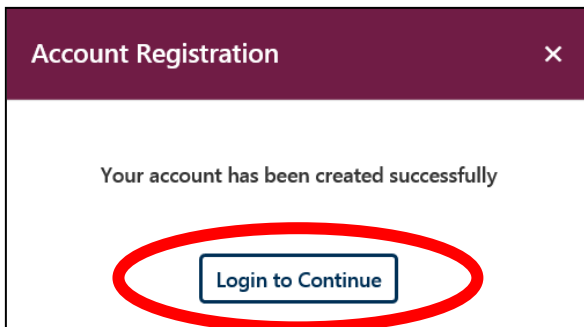 Account Registration ×
Your account has been created successfully
Login to Continue